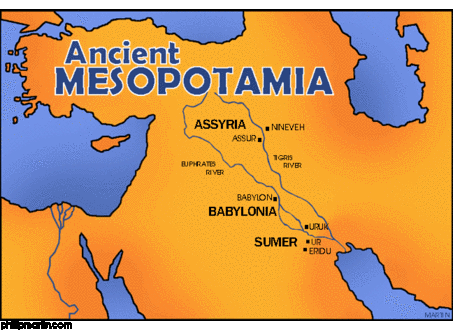 Ancient
MESOPOTAMIA
ASSYRIA
NINEVEH
ASSUR
TIGRIS
RIVER
EUPHRATES
RIVER
BABYLON
BABYLONIA
URUK
SUMER
UR
ERIDU
MARTIN
phillipmartin.com